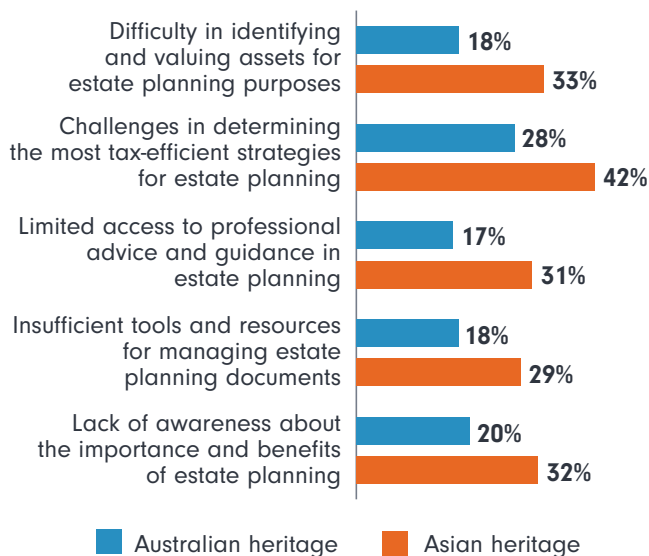 Difficulty in identifying
and valuing assets for
estate planning purposes
18%
33%
Challenges in determining
the most tax-efficient strategies
for estate planning
28%
42%
Limited access to professional
advice and guidance in
estate planning
17%
31%
Insufficient tools and resources
for managing estate
planning documents
18%
29%
Lack of awareness about
the importance and benefits
of estate planning
20%
32%
Australian heritage
Asian heritage